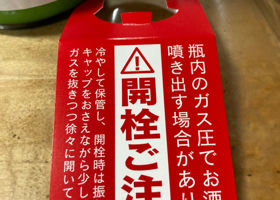 瓶内のガス圧でお酒
噴き出す場合があり
開栓ご注
冷やして保管し、開栓時は振
キャップをおさえながら少し
ガスを抜きつつ徐々に開いて